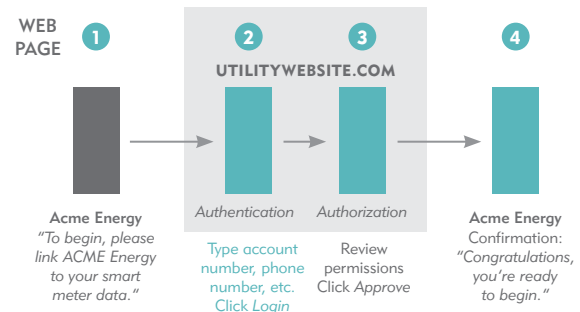 WEB
PAGE
1
2
3
4
UTILITYWEBSITE.COM
Acme Energy
"To begin, please
link ACME Energy
to your smart
meter data."
Authentication
Type account
number, phone
number, etc.
Click Login
Authorization
Review
permissions
Click Approve
Acme Energy
Confirmation:
"Congratulations,
you're ready
to begin."